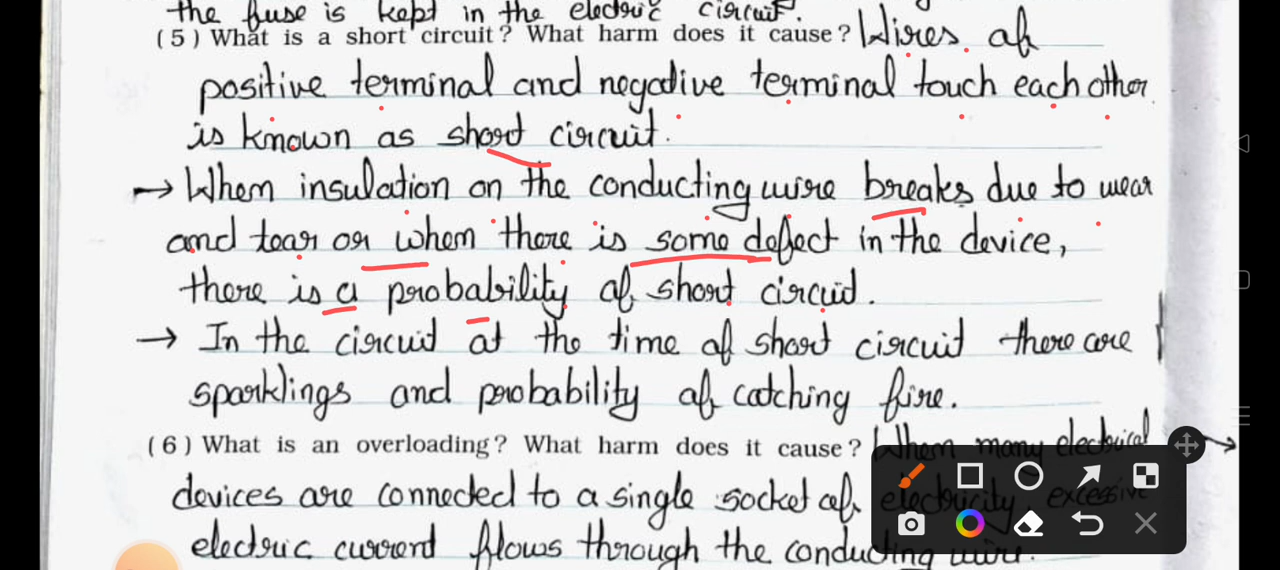 the fuse is kept in the electric circuit.
(5) What is a short circuit? What harm does it cause? Wires of
positive terminal and negative terminal touch each other
is known as short circuit.
→ When insulation on the conducting wire breaks due to wear
and tear or when there is some defect in the device,
there is a probability of short circuit.
→ In the circuit at the time of short circuit there are
sparklings and probability of catching fire.
(6) What is an overloading? What harm does it cause? When many electrical
devices are connected to a single socket of electricity, excessive
electric current flows through the conducting wire.